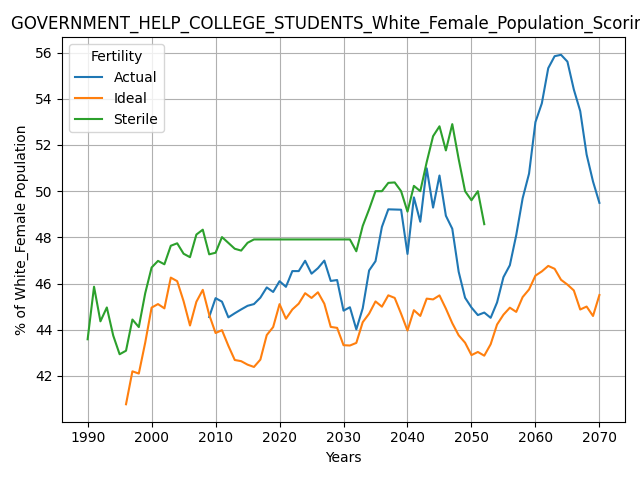 GOVERNMENT_HELP_COLLEGE_STUDENTS_White_Female_Population_Scorin
Fertility
Actual
Ideal
Sterile
% of White_Female Population
56
54
52
50
48
46
44
42
1990 2000 2010 2020 2030 2040 2050 2060 2070
Years